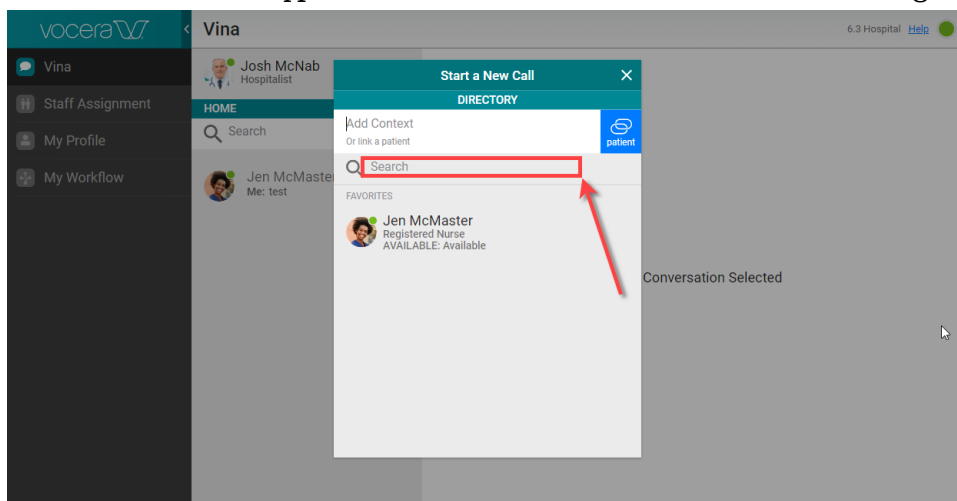 vocera
Vina
6.3 Hospital Help
Vina
Staff Assignment
My Profile
My Workflow
Josh McNab
Hospitalist
HOME
Search
Jen McMaste
Me: test
Start a New Call
DIRECTORY
Add Context
Or link a patient
patient
Search
FAVORITES
Jen McMaster
Registered Nurse
AVAILABLE: Available
Conversation Selected